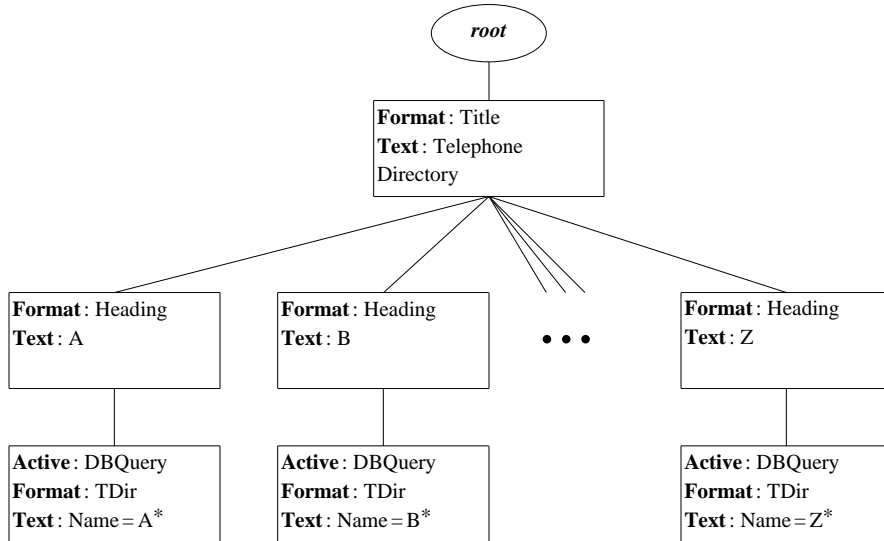 root
Format : Title
Text : Telephone
Directory
Format : Heading
Text : A
Format : Heading
Text : B
Format : Heading
Text : Z
Active : DBQuery
Format : TDir
Text : Name = A*
Active : DBQuery
Format : TDir
Text : Name = B*
Active : DBQuery
Format : TDir
Text : Name = Z*